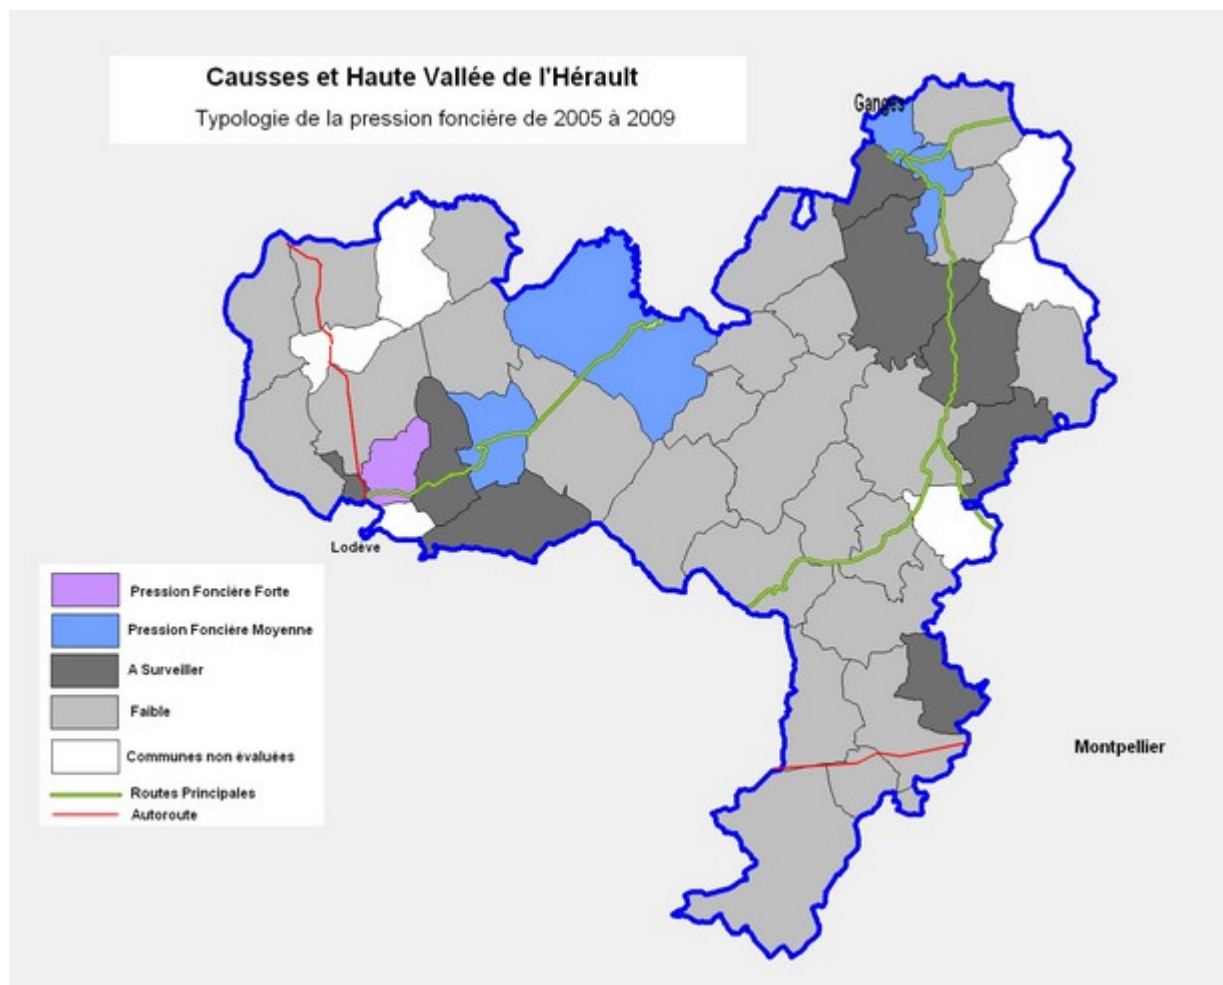 Causses et Haute Vallée de l'Hérault
Typologie de la pression foncière de 2005 à 2009
Ganges
Lodève
Pression Foncière Forte
Pression Foncière Moyenne
A Surveiller
Faible
Communes non évaluées
Routes Principales
Autoroute
Montpellier